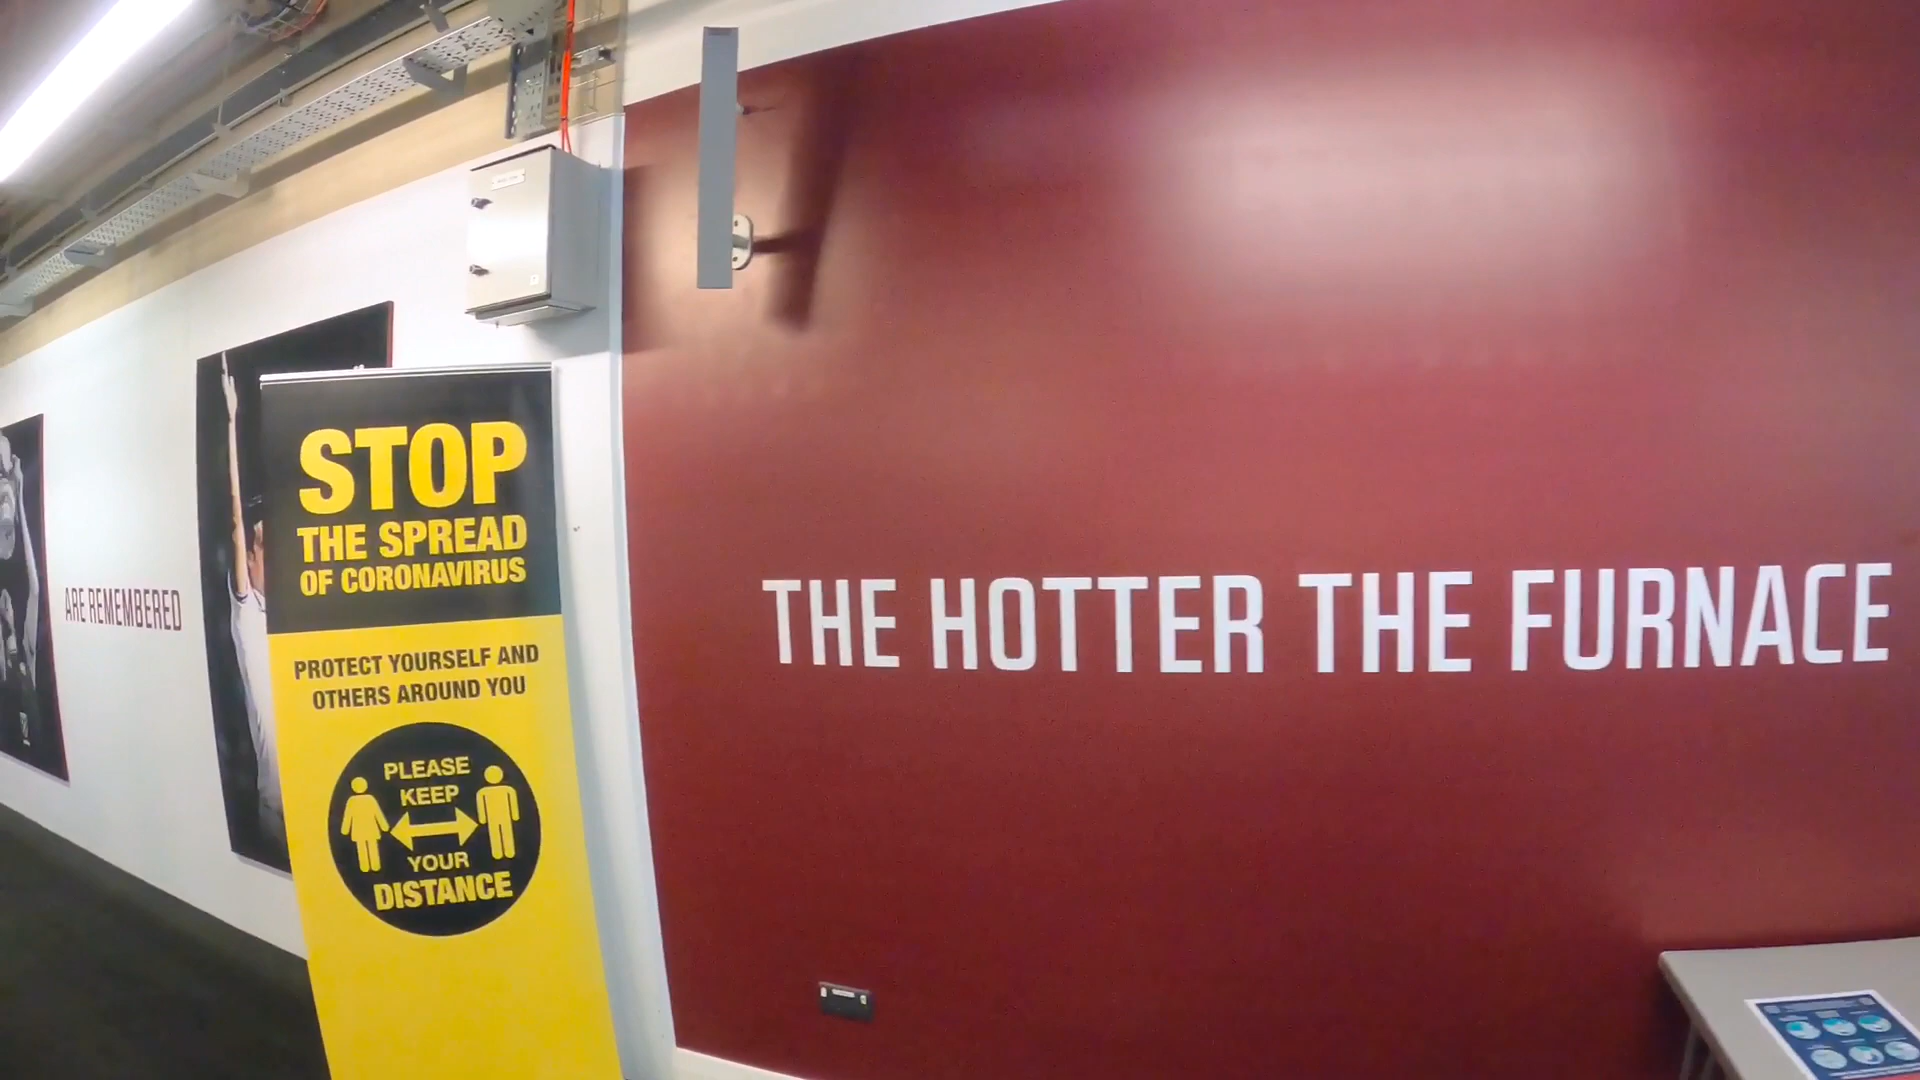 ARE REMEMBERED
STOP
THE SPREAD
OF CORONAVIRUS
PROTECT YOURSELF AND
OTHERS AROUND YOU
PLEASE
KEEP
YOUR
DISTANCE
THE HOTTER THE FURNACE